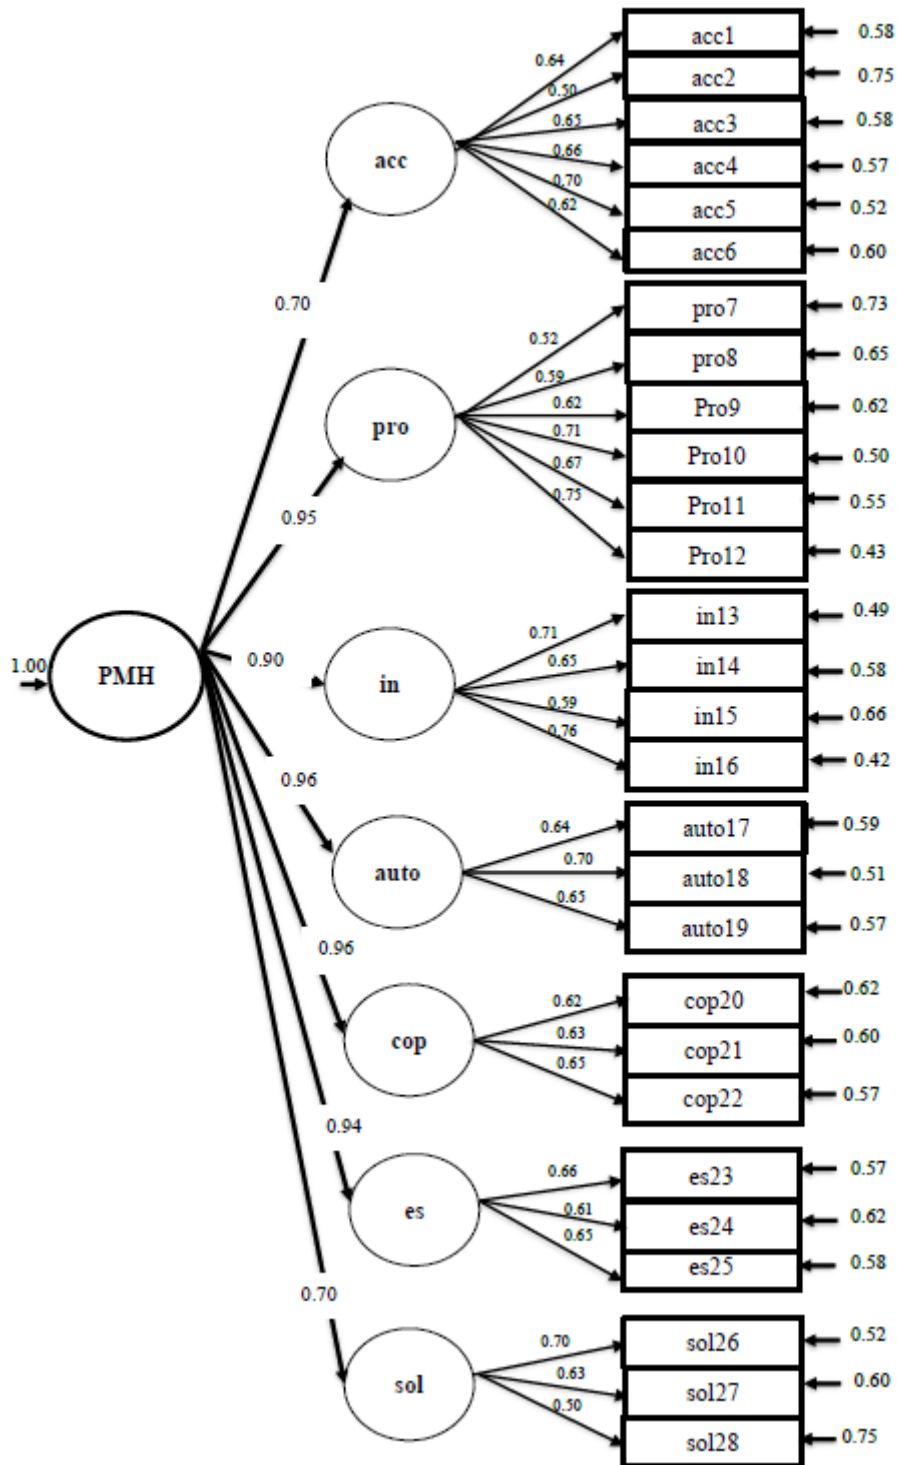 acc1 0.58
0.64
acc2 0.75
0.50
acc3 0.58
0.65
acc
acc4 0.57
0.66
acc5 0.52
0.70
acc6 0.60
0.62
0.70
pro7 0.73
0.52
pro8 0.65
0.59
Pro9 0.62
0.62
pro
Pro10 0.50
0.71
Pro11 0.55
0.67
Pro12 0.43
0.75
0.95
in13 0.49
0.71
in14 0.58
0.65
1.00 PMH 0.90 in
in15 0.66
0.59
in16 0.42
0.76
0.96
auto17 0.59
0.64
auto auto18 0.51
0.70
auto19 0.57
0.65
0.96
cop20 0.62
0.62
cop cop21 0.60
0.63
cop22 0.57
0.65
0.94
es23 0.57
0.66
es es24 0.62
0.61
es25 0.58
0.65
0.70
sol26 0.52
0.70
sol sol27 0.60
0.63
sol28 0.75
0.50